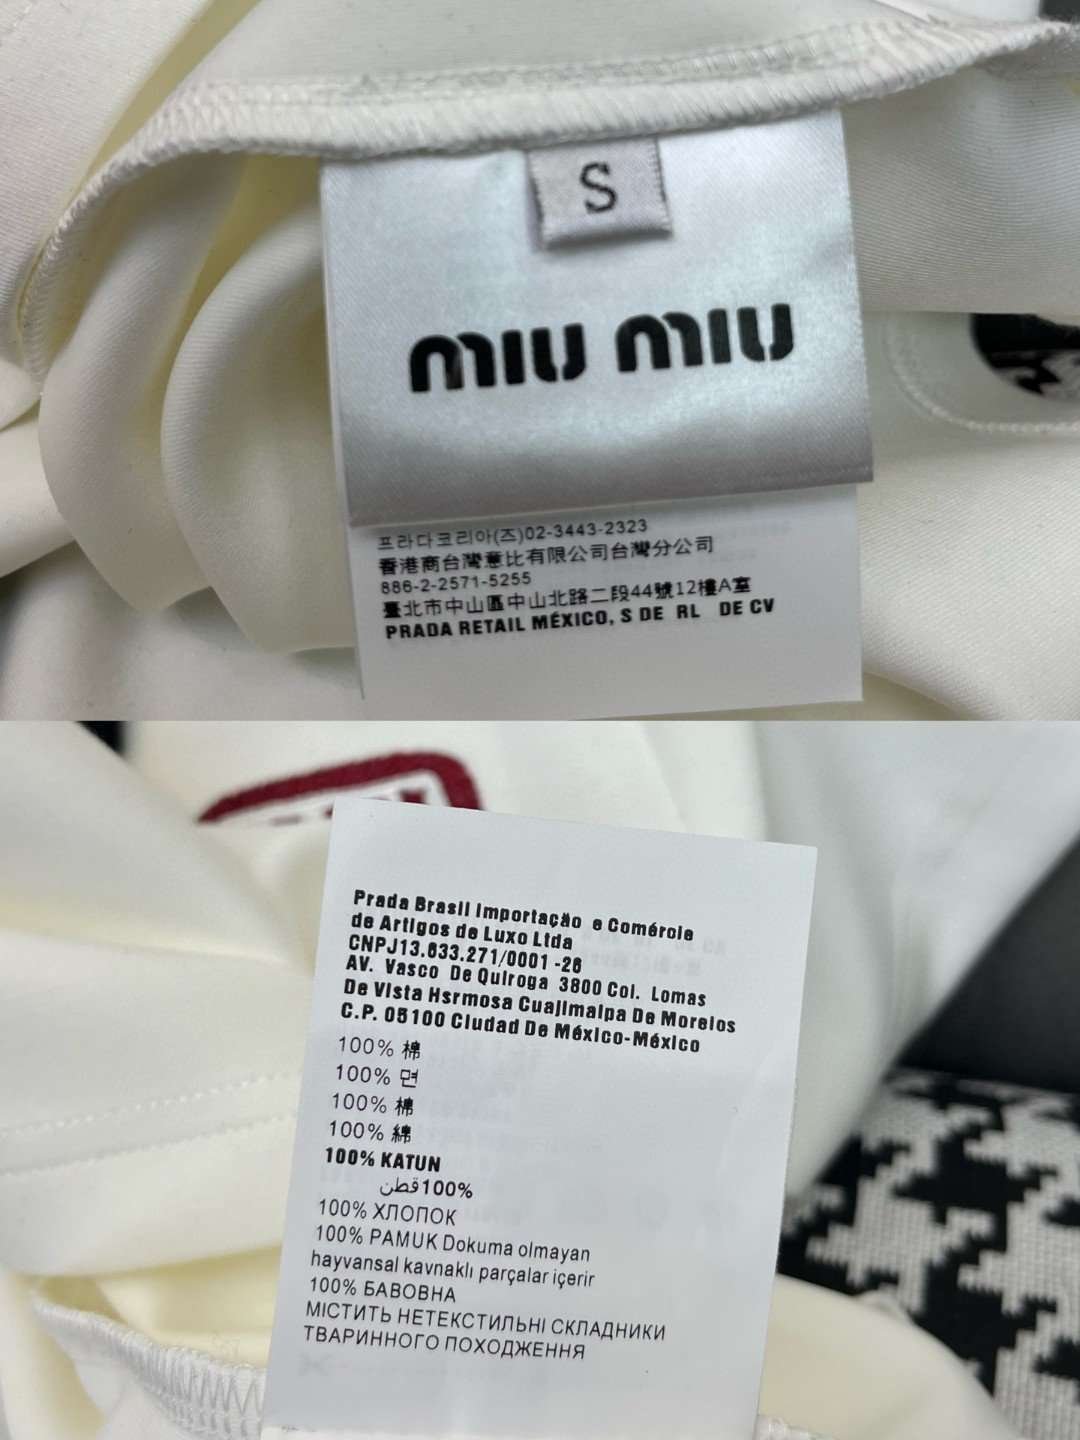 S
miu miu
프라다코리아(즈)02-3443-2323
香港商台灣意比有限公司台灣分公司
886-2-2571-5255
臺北市中山區中山北路二段44號12樓A室
PRADA RETAIL MÉXICO, S DE RL DE CV
Prada Brasil Importação e Comércie
de Artigos de Luxo Ltda
CNPJ13.633.271/0001 -26
AV. Vasco De Quiroga 3800 Col. Lomas
De Vista Hsrmosa Cuajimalpa De Morelos
C.P. 05100 Ciudad De México-México
100% 棉
100% 면
100% 棉
100% 綿
100% KATUN
100% قطن
100% ХЛОПОК
100% PAMUK Dokuma olmayan
hayvansal kavnaklı parçalar içerir
100% БАВОВНА
МІСТИТЬ НЕТЕКСТИЛЬНІ СКЛАДНИКИ
ТВАРИННОГО ПОХОДЖЕННЯ